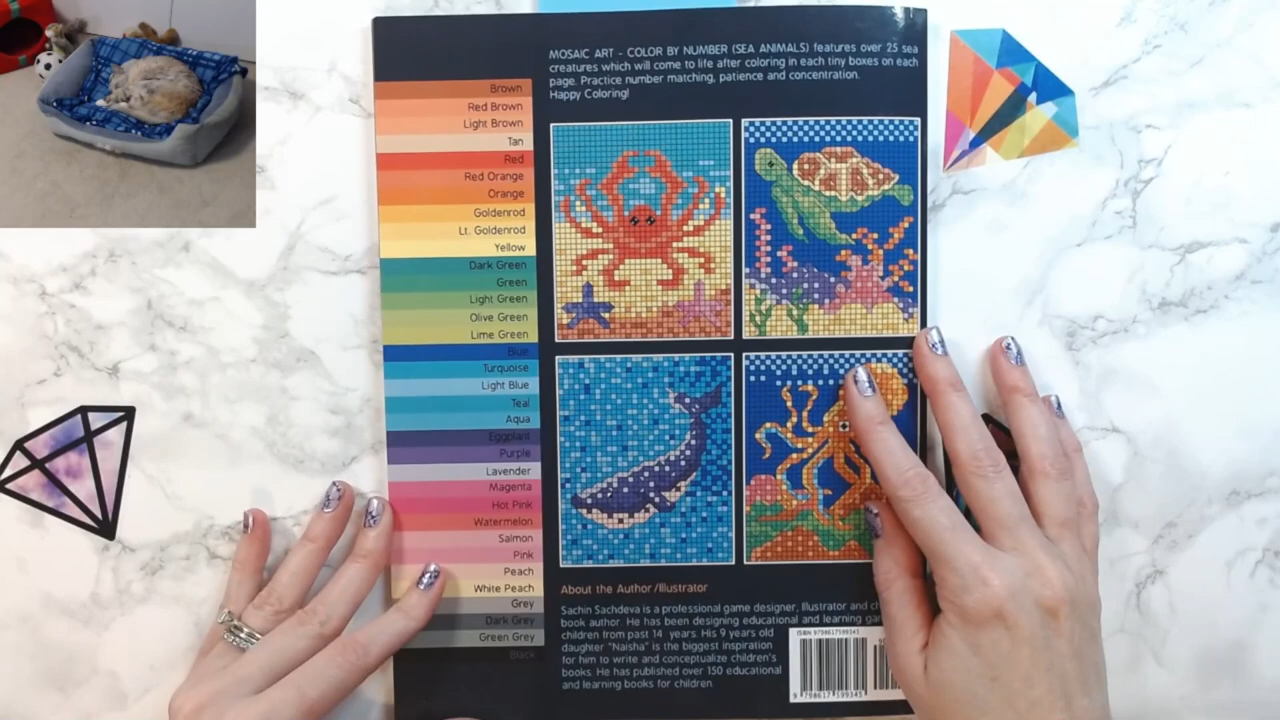 MOSAIC ART - COLOR BY NUMBER (SEA ANIMALS) features over 25 sea
creatures which will come to life after coloring in each tiny boxes on each
page. Practice number matching, patience and concentration.
Happy Coloring!
Brown
Red Brown
Light Brown
Tan
Red
Red Orange
Orange
Goldenrod
Lt. Goldenrod
Yellow
Dark Green
Green
Light Green
Olive Green
Lime Green
Blue
Turquoise
Light Blue
Teal
Aqua
Eggplant
Purple
Lavender
Magenta
Hot Pink
Watermelon
Salmon
Pink
Peach
White Peach
Grey
Dark Grey
Green Grey
Black
About the Author/Illustrator
Sachin Sachdeva is a professional game designer, Illustrator and
book author. He has been designing educational and learning
children from past 14 years. His 9 years old
daughter "Naisha" is the biggest inspiration
for him to write and conceptualize children's
books. He has published over 150 educational
and learning books for children.
ISBN 9798617599345
9 798617 599345